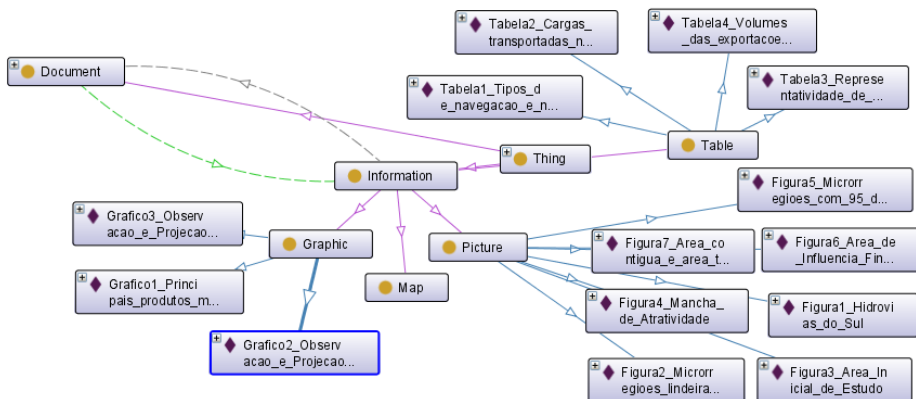 Tabela2_Cargas_
transportadas_n...
Tabela4_Volumes
_das_exportacoe...
Document
Tabela1_Tipos_d
e_navegacao_e_n...
Tabela3_Represe
ntatividade_de_...
Table
Thing
Information
Figura5_Microrr
egioes_com_95_d...
Grafico3_Observ
acao_e_Projecao...
Graphic
Picture
Figura7_Area_co
ntigua_e_area_t...
Figura6_Area_de
_Influencia_Fin...
Grafico1_Princi
pais_produtos_m...
Map
Figura4_Mancha_
de_Atratividade
Figura1_Hidrovi
as_do_Sul
Grafico2_Observ
acao_e_Projecao...
Figura2_Microrr
egioes_lindeira...
Figura3_Area_In
icial_de_Estudo